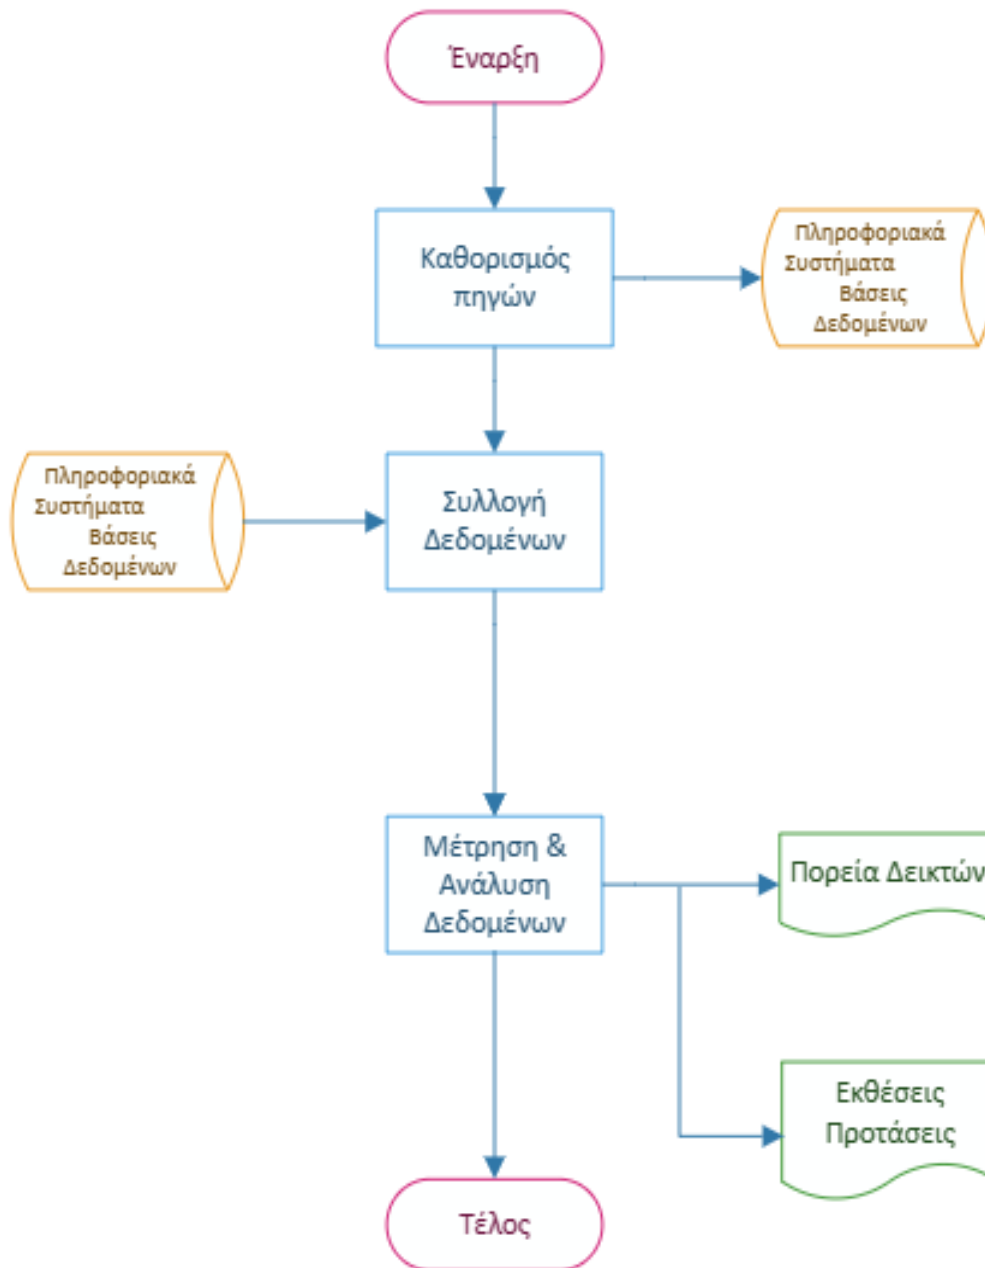 Έναρξη
Καθορισμός
πηγών
Πληροφοριακά
Συστήματα
Βάσεις
Δεδομένων
Πληροφοριακά
Συστήματα
Βάσεις
Δεδομένων
Συλλογή
Δεδομένων
Μέτρηση &
Ανάλυση
Δεδομένων
Πορεία Δεικτών
Εκθέσεις
Προτάσεις
Τέλος